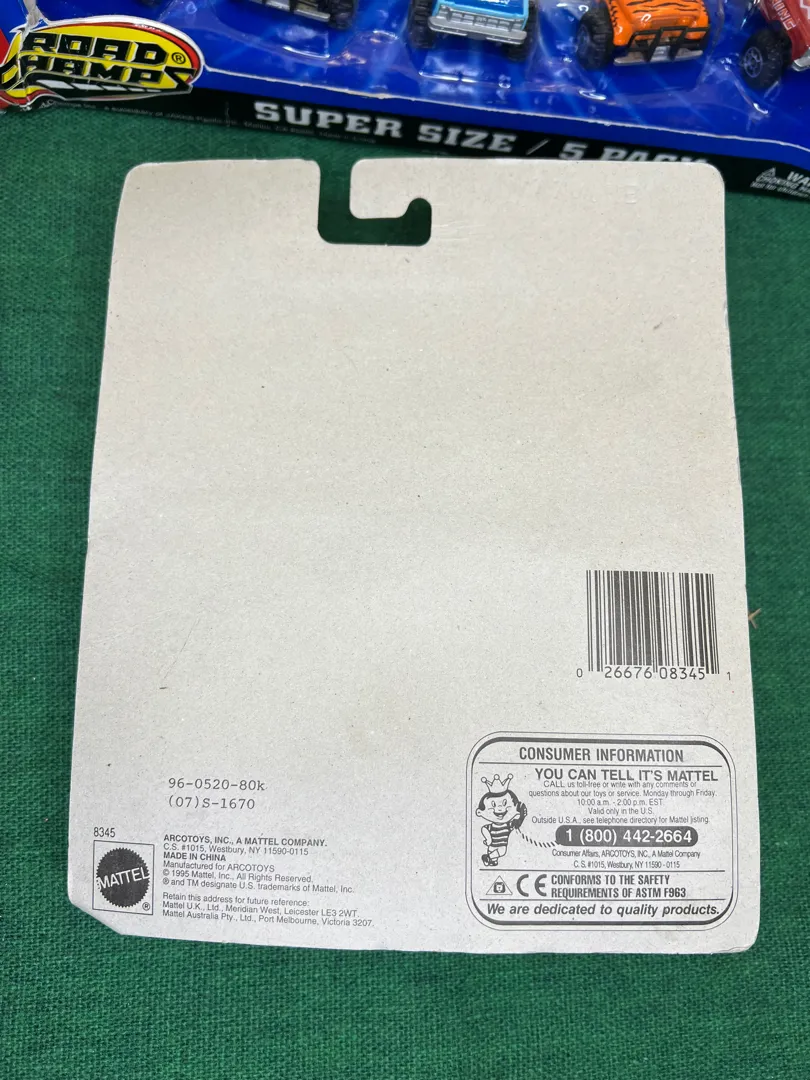 ROAD CHAMPS®
SUPER SIZE / 5 PACK
0 26676 08345 1
96-0520-80k
(07)S-1670
8345
MATTEL
®
ARCOTOYS, INC., A MATTEL COMPANY.
C.S. #1015, Westbury, NY 11590-0115
MADE IN CHINA
Manufactured for ARCOTOYS
© 1995 Mattel, Inc., All Rights Reserved.
® and TM designate U.S. trademarks of Mattel, Inc.
Retain this address for future reference:
Mattel U.K., Ltd., Meridian West, Leicester LE3 2WT.
Mattel Australia Pty., Ltd., Port Melbourne, Victoria 3207.
CONSUMER INFORMATION
YOU CAN TELL IT'S MATTEL
CALL us toll-free or write with any comments or
questions about our toys or service. Monday through Friday.
10:00 a.m. - 2:00 p.m. EST
Valid only in the U.S.
Outside U.S.A., see telephone directory for Mattel listing.
1 (800) 442-2664
Consumer Affairs, ARCOTOYS, INC., A Mattel Company
C.S. #1015, Westbury, NY 11590-0115
CE CONFORMS TO THE SAFETY
REQUIREMENTS OF ASTM F963
We are dedicated to quality products.